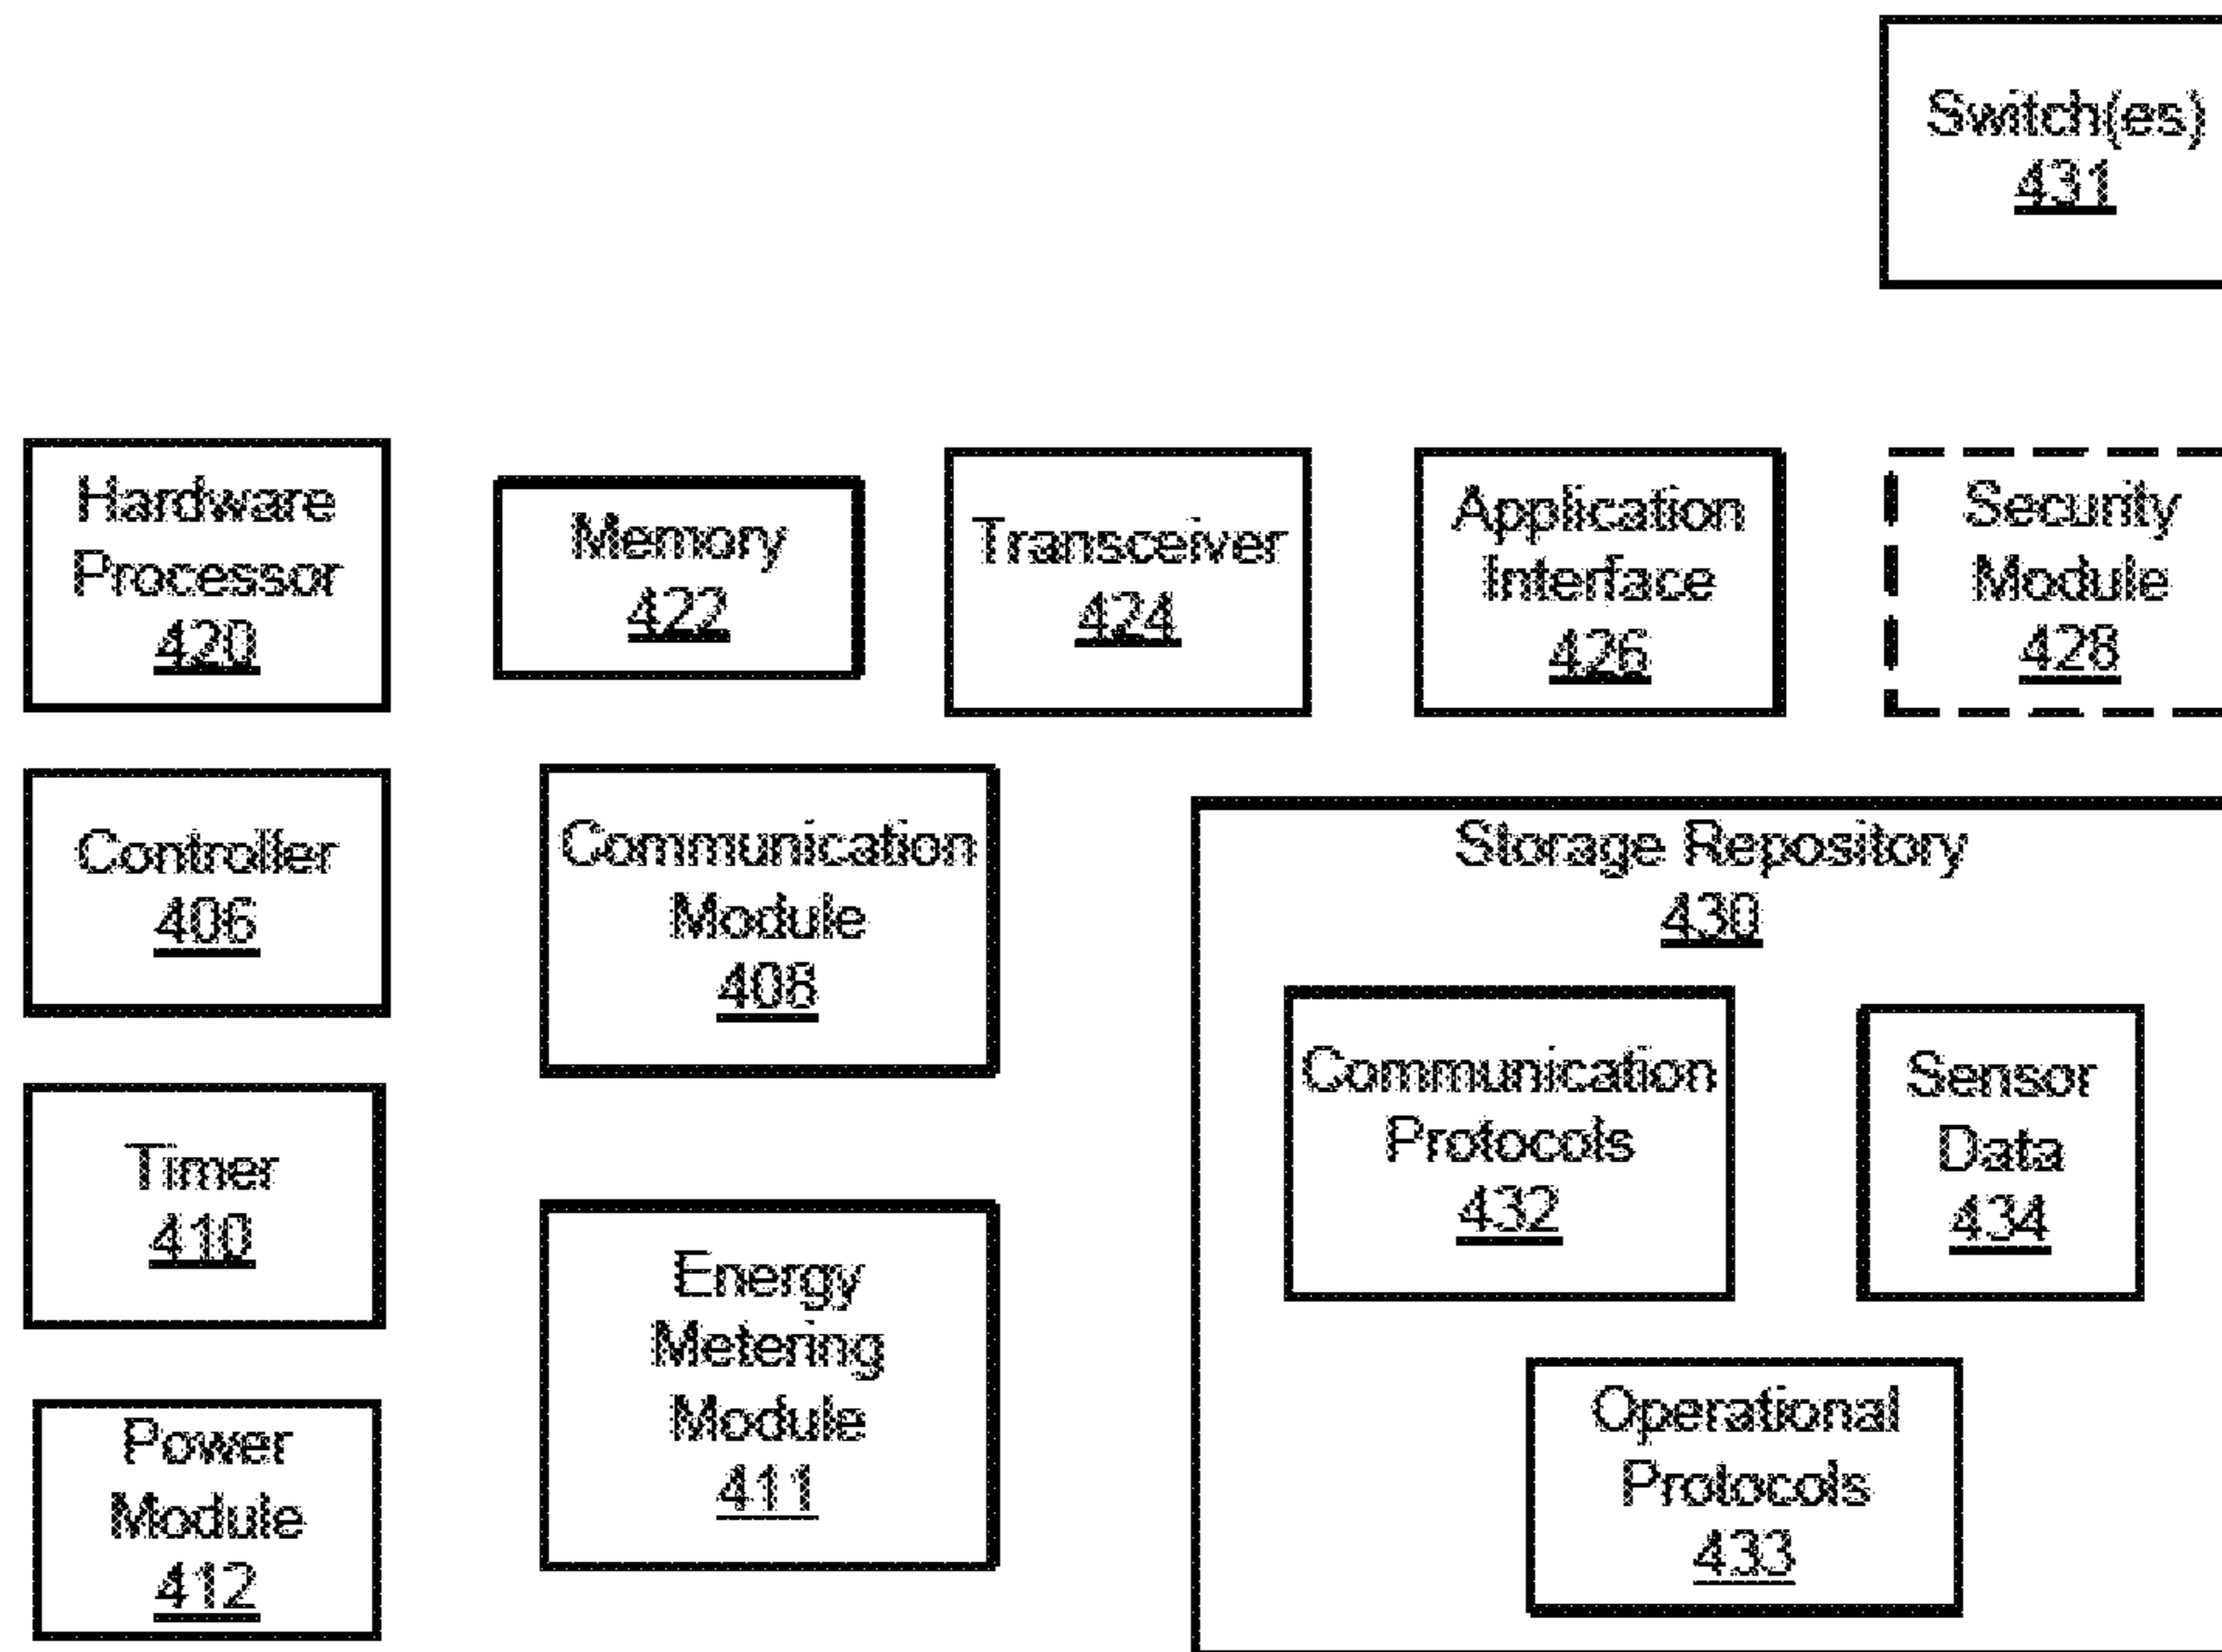 Switch(es)
431
Hardware
Processor
420
Memory
422
Transceiver
424
Application
Interface
426
Security
Module
428
Controller
406
Communication
Module
408
Storage Repository
430
Communication
Protocols
432
Sensor
Data
434
Timer
410
Energy
Metering
Module
411
Operational
Protocols
433
Power
Module
412